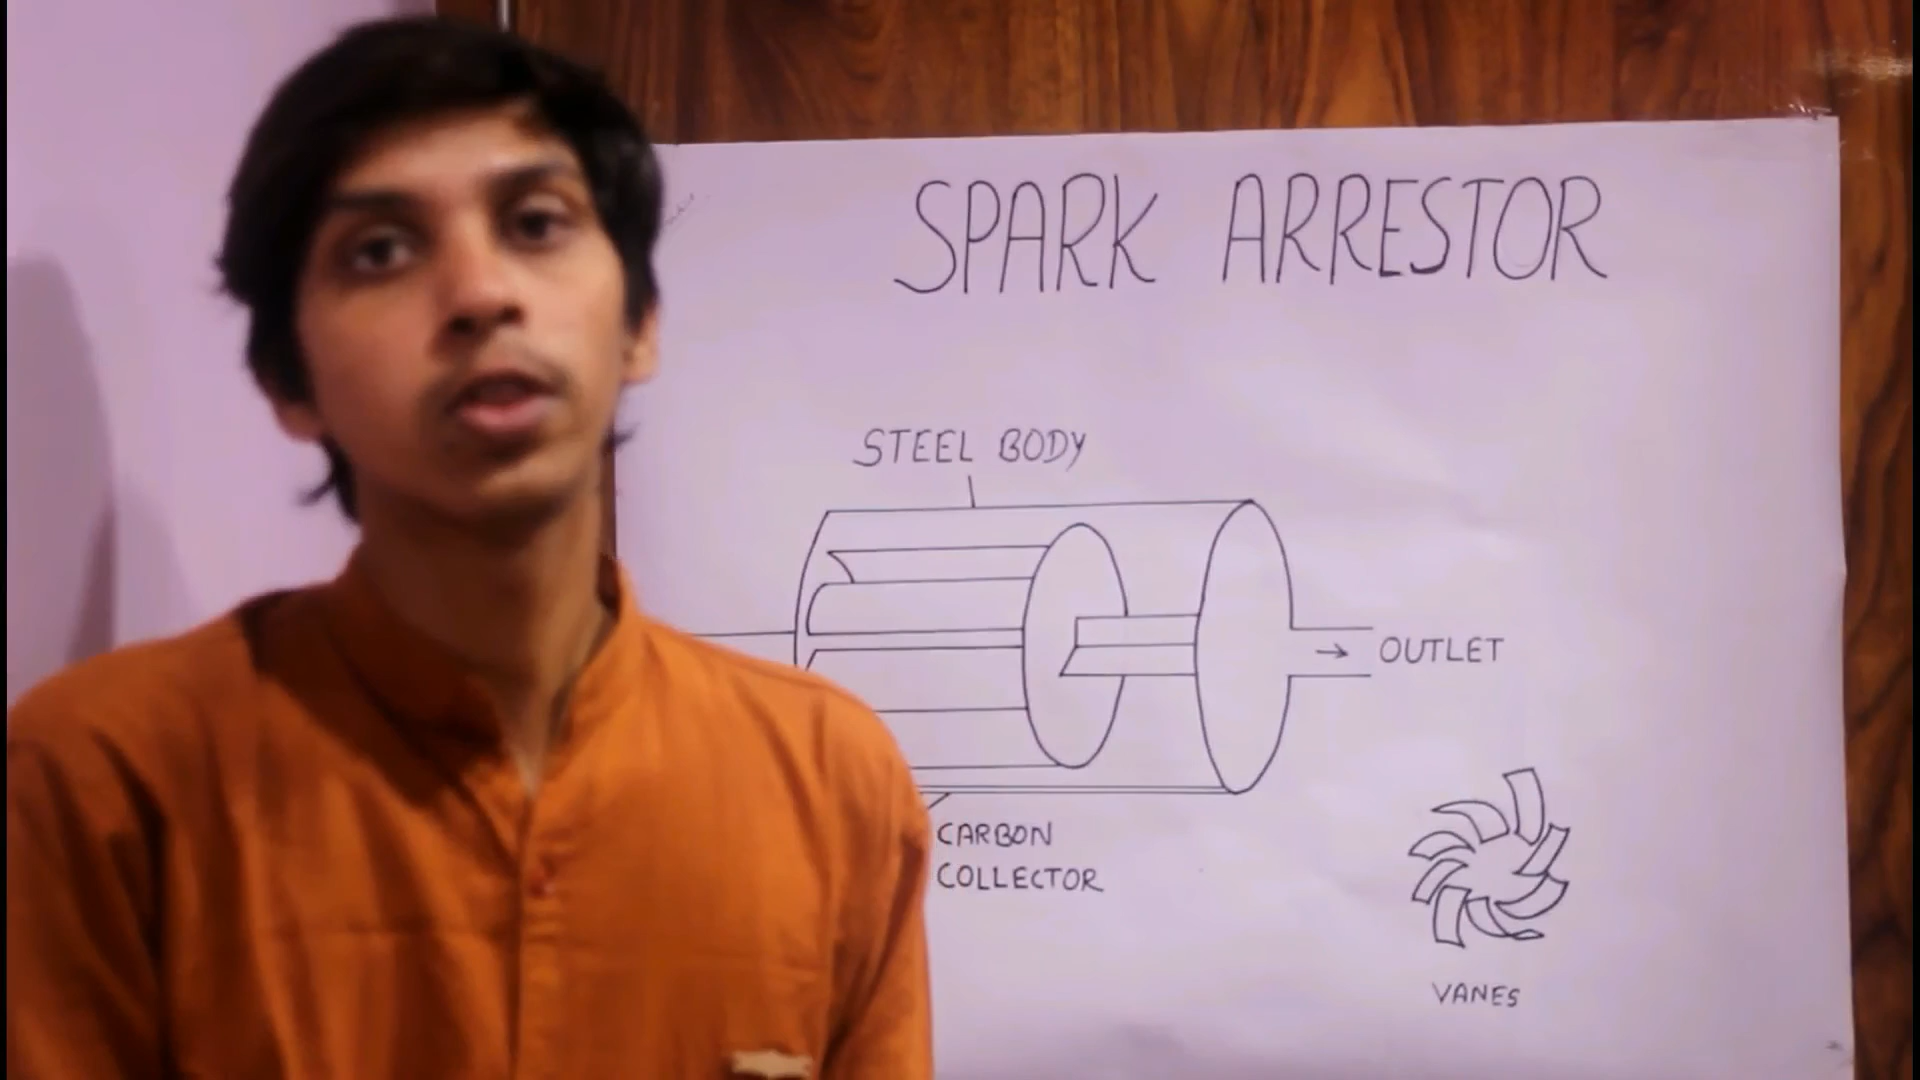 SPARK ARRESTOR
STEEL BODY
→ OUTLET
CARBON
COLLECTOR
VANES